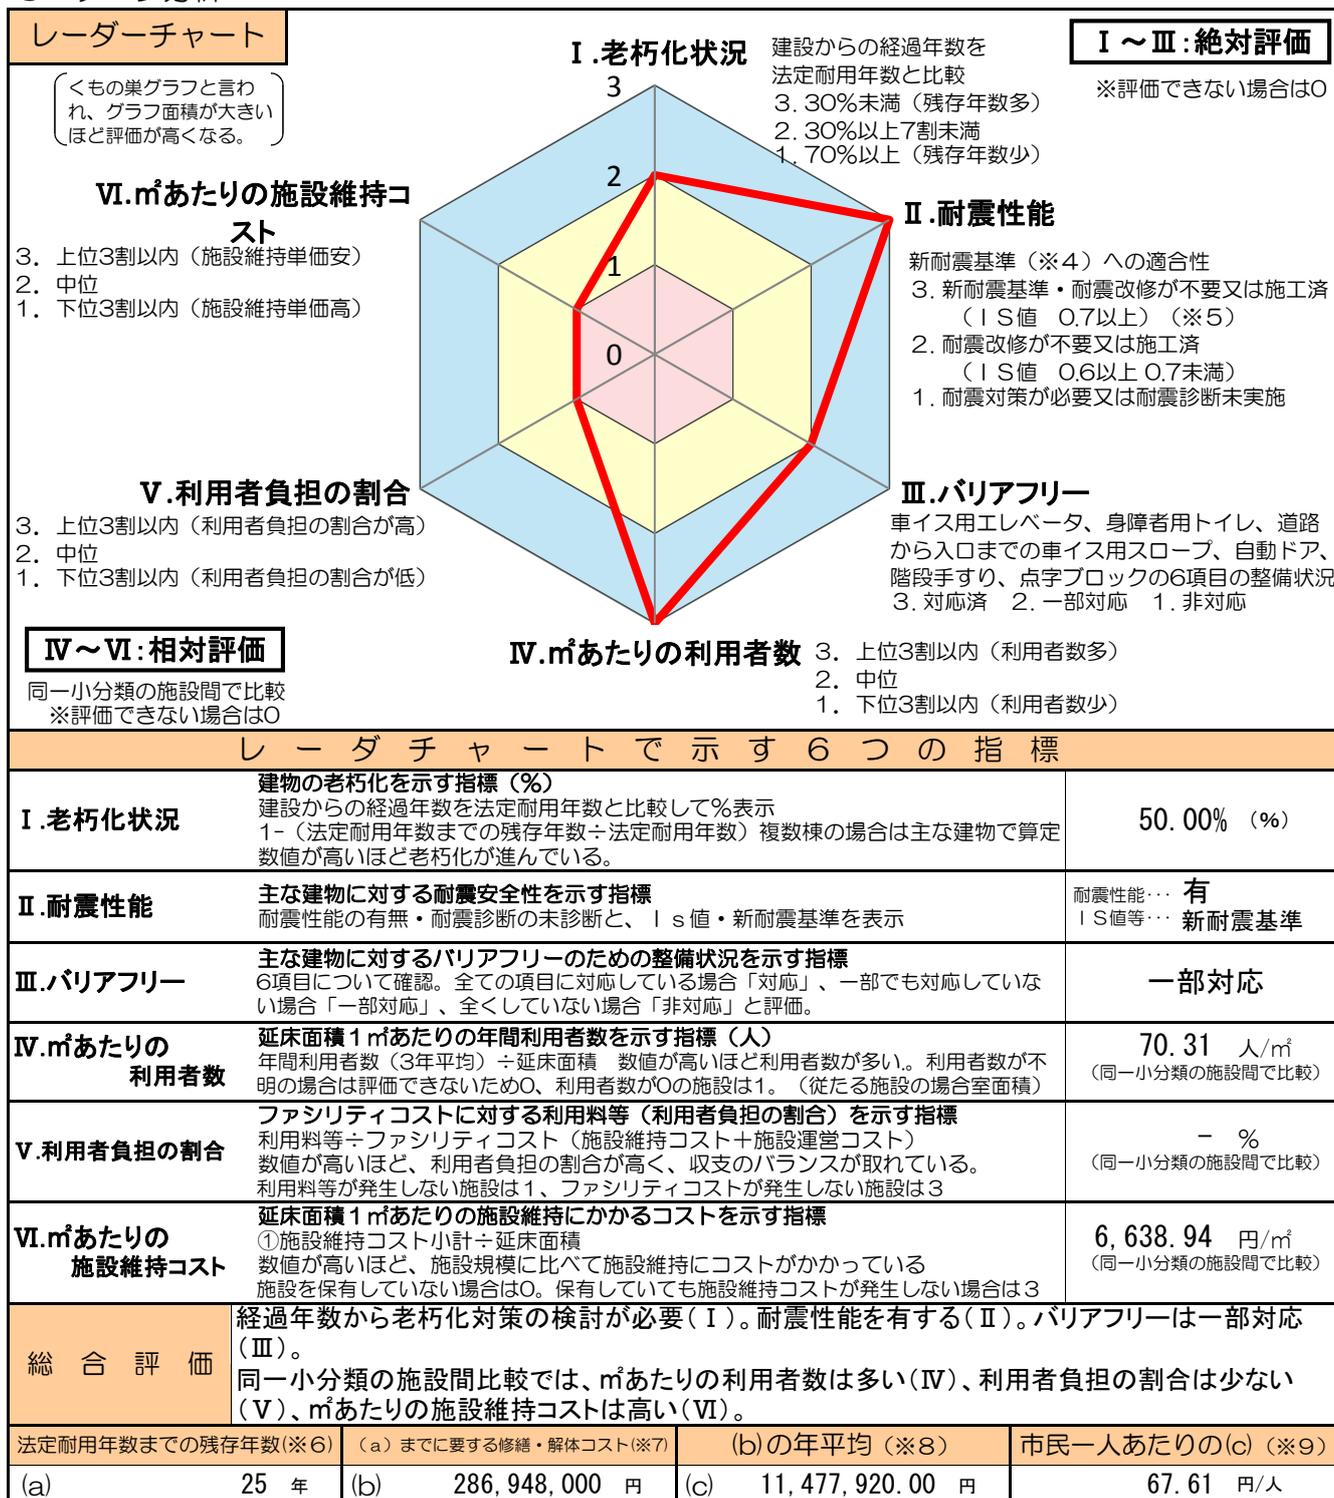 レーダーチャート
くもの巣グラフと言わ
れ、グラフ面積が大きい
ほど評価が高くなる。
Ⅰ～Ⅲ：絶対評価
※評価できない場合は0
Ⅰ.老朽化状況
建設からの経過年数を
法定耐用年数と比較
3．30％未満（残存年数多）
2．30％以上7割未満
1．70％以上（残存年数少）
3
2
1
0
Ⅱ.耐震性能
新耐震基準（※4）への適合性
3．新耐震基準・耐震改修が不要又は施工済
（ＩＳ値　0.7以上）（※5）
2．耐震改修が不要又は施工済
（ＩＳ値　0.6以上 0.7未満）
1．耐震対策が必要又は耐震診断未実施
Ⅲ.バリアフリー
車イス用エレベータ、身障者用トイレ、道路
から入口までの車イス用スロープ、自動ドア、
階段手すり、点字ブロックの6項目の整備状況
3．対応済　2．一部対応　1．非対応
Ⅳ.㎡あたりの利用者数
3．上位3割以内（利用者数多）
2．中位
1．下位3割以内（利用者数少）
Ⅴ.利用者負担の割合
3．上位3割以内（利用者負担の割合が高）
2．中位
1．下位3割以内（利用者負担の割合が低）
Ⅵ.㎡あたりの施設維持コ
スト
3．上位3割以内（施設維持単価安）
2．中位
1．下位3割以内（施設維持単価高）
Ⅳ～Ⅵ：相対評価
同一小分類の施設間で比較
※評価できない場合は0
レーダチャートで示す6つの指標
Ⅰ.老朽化状況
建物の老朽化を示す指標（％）
建設からの経過年数を法定耐用年数と比較して％表示
1-（法定耐用年数までの残存年数÷法定耐用年数）複数棟の場合は主な建物で算定
数値が高いほど老朽化が進んでいる。
50.00%（％）
Ⅱ.耐震性能
主な建物に対する耐震安全性を示す指標
耐震性能の有無・耐震診断の未診断と、Ｉｓ値・新耐震基準を表示
耐震性能… 有
ＩＳ値等… 新耐震基準
Ⅲ.バリアフリー
主な建物に対するバリアフリーのための整備状況を示す指標
6項目について確認。全ての項目に対応している場合「対応」、一部でも対応していな
い場合「一部対応」、全くしていない場合「非対応」と評価。
一部対応
Ⅳ.㎡あたりの
利用者数
延床面積１㎡あたりの年間利用者数を示す指標（人）
年間利用者数（3年平均）÷延床面積　数値が高いほど利用者数が多い。利用者数が不
明の場合は評価できないため0、利用者数が0の施設は1。（従たる施設の場合室面積）
70.31　人/㎡
（同一小分類の施設間で比較）
Ⅴ.利用者負担の割合
ファシリティコストに対する利用料等（利用者負担の割合）を示す指標
利用料等÷ファシリティコスト（施設維持コスト＋施設運営コスト）
数値が高いほど、利用者負担の割合が高く、収支のバランスが取れている。
利用料等が発生しない施設は１、ファシリティコストが発生しない施設は３
－　％
（同一小分類の施設間で比較）
Ⅵ.㎡あたりの
施設維持コスト
延床面積１㎡あたりの施設維持にかかるコストを示す指標
①施設維持コスト小計÷延床面積
数値が高いほど、施設規模に比べて施設維持にコストがかかっている
施設を保有していない場合は0。保有していても施設維持コストが発生しない場合は３
6,638.94　円/㎡
（同一小分類の施設間で比較）
総合評価
経過年数から老朽化対策の検討が必要（Ⅰ）。耐震性能を有する（Ⅱ）。バリアフリーは一部対応
（Ⅲ）。
同一小分類の施設間比較では、㎡あたりの利用者数は多い（Ⅳ）、利用者負担の割合は少ない
（Ⅴ）、㎡あたりの施設維持コストは高い（Ⅵ）。
法定耐用年数までの残存年数(※6)　（a）までに要する修繕・解体コスト(※7)　(b)の年平均（※8）　市民一人あたりの(c)（※9）
(a)　25　年　(b)　286,948,000　円　(c)　11,477,920.00　円　67.61　円/人